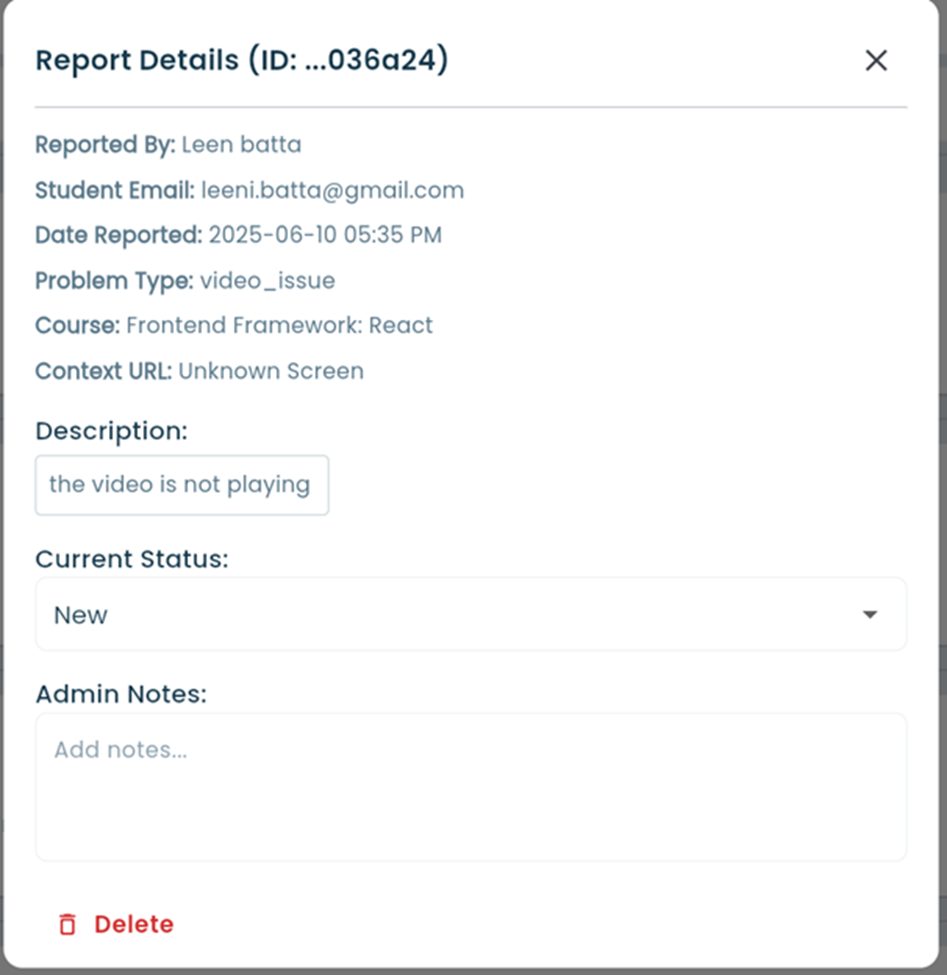 Report Details (ID: ...036a24)
Reported By: Leen batta
Student Email: leeni.batta@gmail.com
Date Reported: 2025-06-10 05:35 PM
Problem Type: video_issue
Course: Frontend Framework: React
Context URL: Unknown Screen
Description:
the video is not playing
Current Status:
New
Admin Notes:
Add notes...
Delete